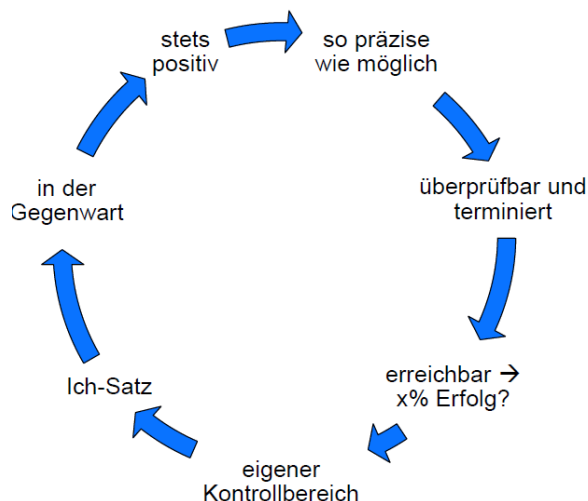 stets
positiv
so präzise
wie möglich
überprüfbar und
terminiert
erreichbar →
x% Erfolg?
eigener
Kontrollbereich
Ich-Satz
in der
Gegenwart